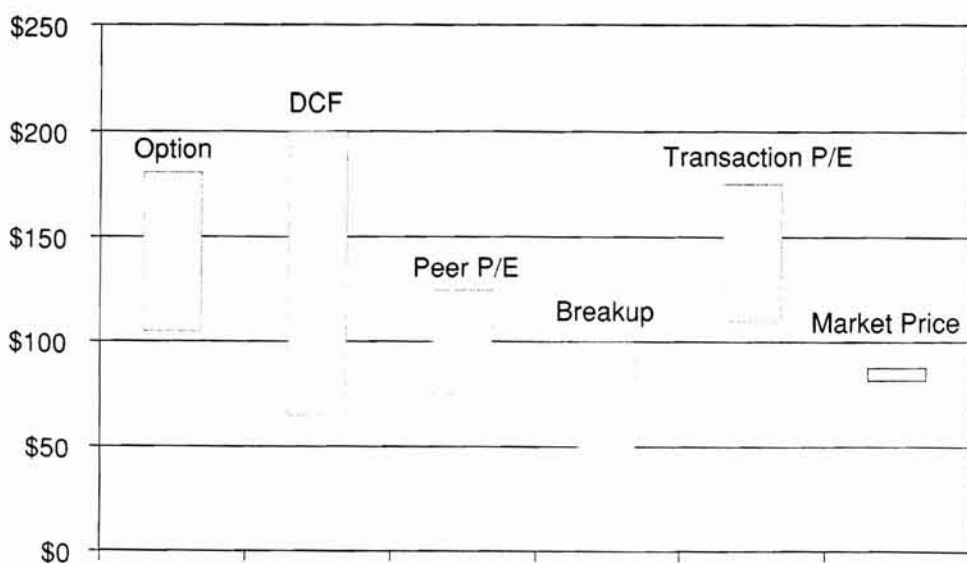 $250
DCF
$200
Option
Transaction P/E
$150
Peer P/E
Breakup
Market Price
$100
$50
$0